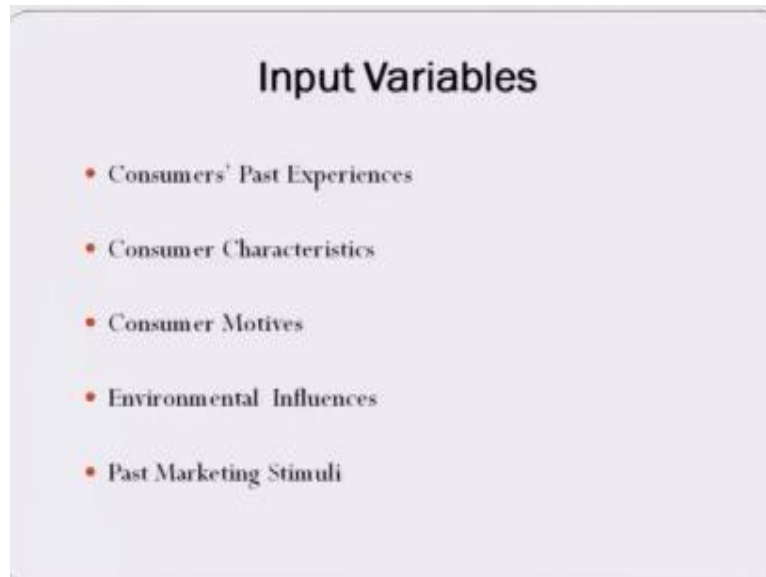 Input Variables
• Consumers' Past Experiences
• Consumer Characteristics
• Consumer Motives
• Environmental Influences
• Past Marketing Stimuli